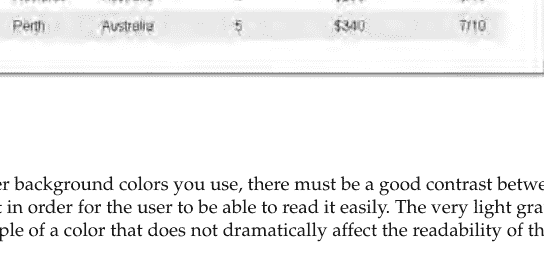 Perth Australia 5 $340 7/10
er background colors you use, there must be a good contrast betwe
in order for the user to be able to read it easily. The very light gra
ple of a color that does not dramatically affect the readability of th